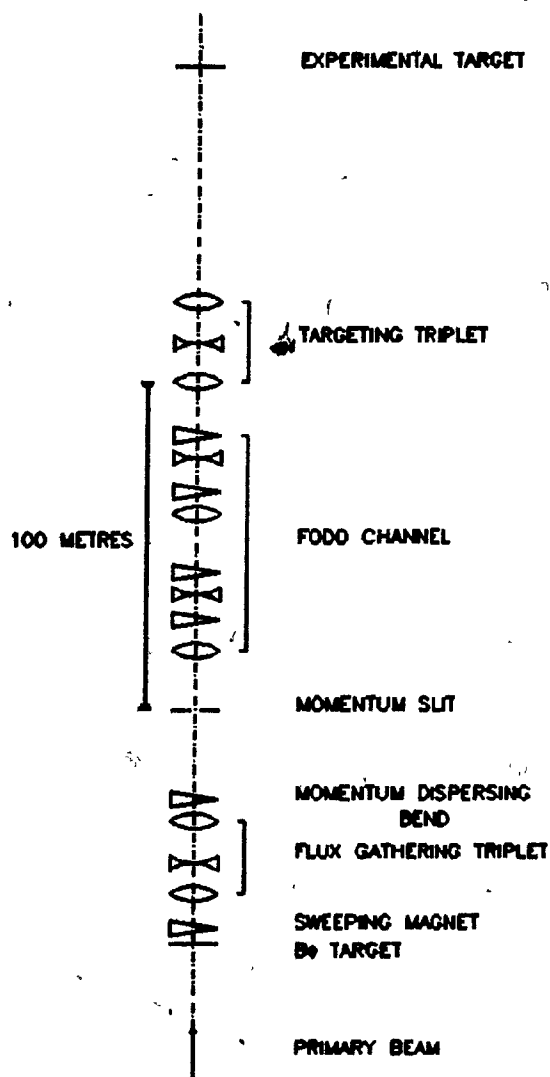 EXPERIMENTAL TARGET
TARGETING TRIPLET
100 METRES
FODO CHANNEL
MOMENTUM SLIT
MOMENTUM DISPERSING
BEND
FLUX GATHERING TRIPLET
SWEEPING MAGNET
Be TARGET
PRIMARY BEAM